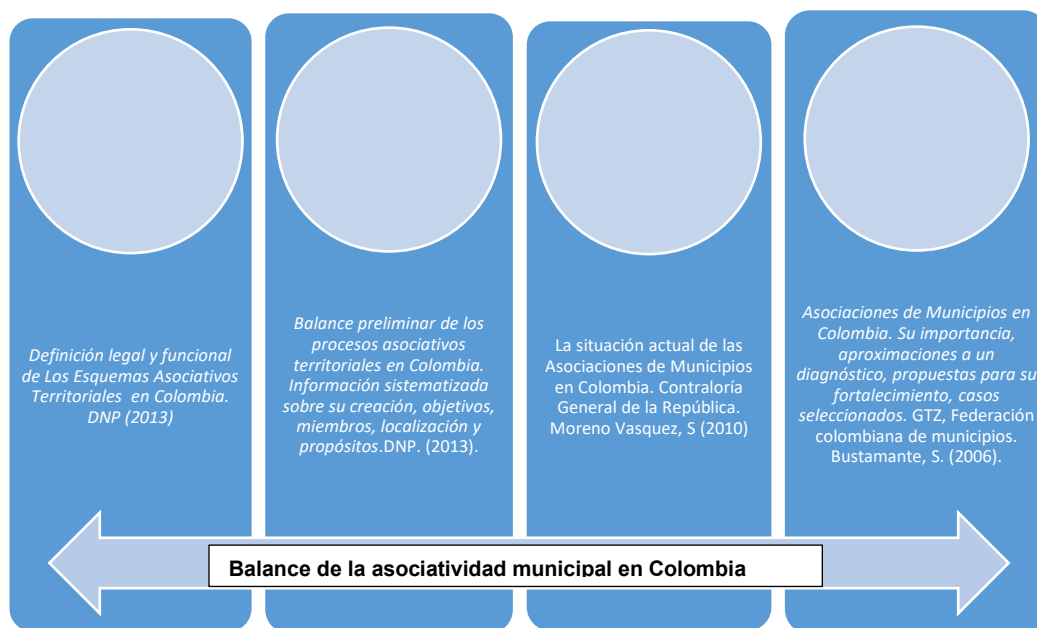 Definición legal y funcional
de Los Esquemas Asociativos
Territoriales en Colombia.
DNP (2013)
Balance preliminar de los
procesos asociativos
territoriales en Colombia.
Información sistematizada
sobre su creación, objetivos,
miembros, localización y
propósitos.DNP. (2013).
La situación actual de las
Asociaciones de Municipios
en Colombia. Contraloría
General de la República.
Moreno Vasquez, S (2010)
Asociaciones de Municipios en
Colombia. Su importancia,
aproximaciones a un
diagnóstico, propuestas para su
fortalecimiento, casos
seleccionados. GTZ, Federación
colombiana de municipios.
Bustamante, S. (2006).
Balance de la asociatividad municipal en Colombia